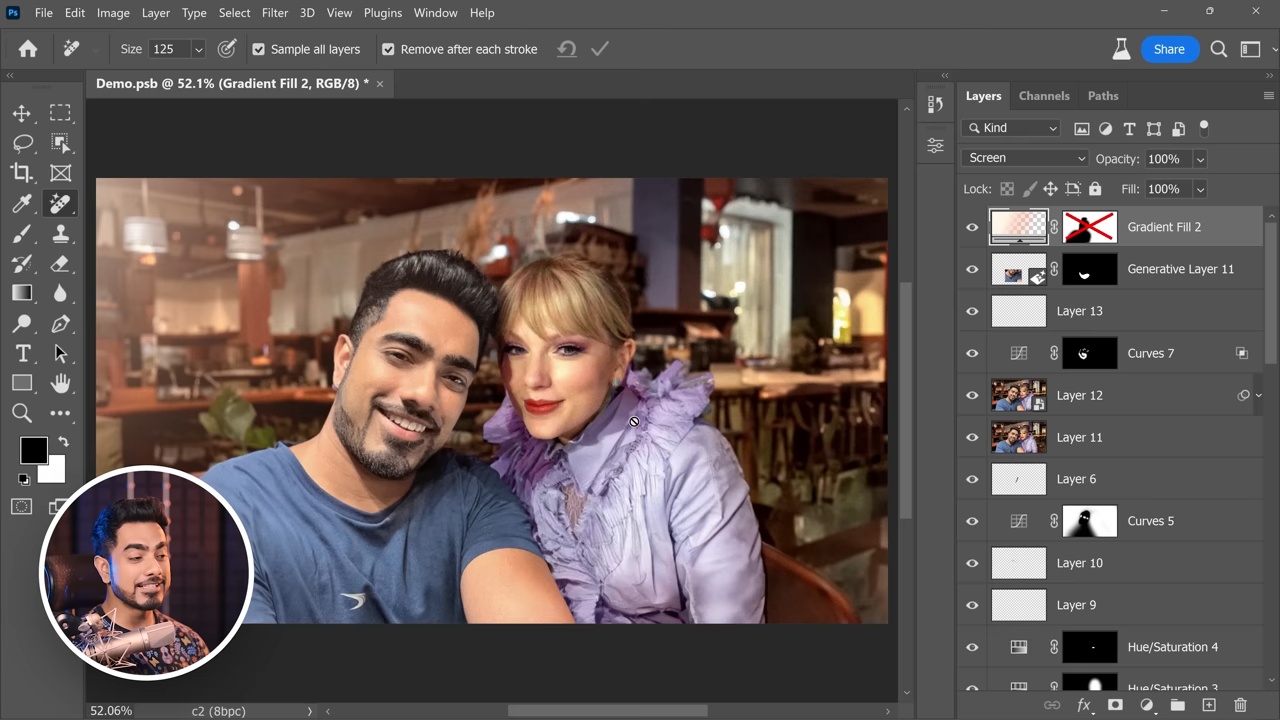 Ps File Edit Image Layer Type Select Filter 3D View Plugins Window Help
Size 125 Sample all layers Remove after each stroke Share
Demo.psb @ 52.1% (Gradient Fill 2, RGB/8) * ×
Layers Channels Paths
Kind
Screen Opacity: 100%
Lock: Fill: 100%
Gradient Fill 2
Generative Layer 11
Layer 13
Curves 7
Layer 12
Layer 11
Layer 6
Curves 5
Layer 10
Layer 9
Hue/Saturation 4
Hue/Saturation 3
52.06% c2 (8bpc)